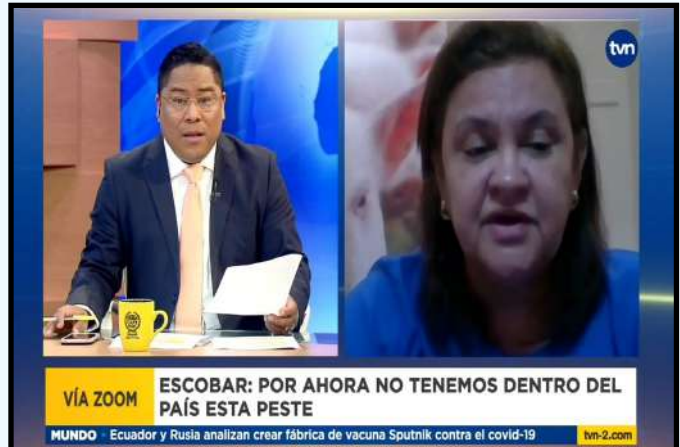 tvn
VÍA ZOOM
ESCOBAR: POR AHORA NO TENEMOS DENTRO DEL
PAÍS ESTA PESTE
MUNDO Ecuador y Rusia analizan crear fábrica de vacuna Sputnik contra el covid-19
tvn-2.com